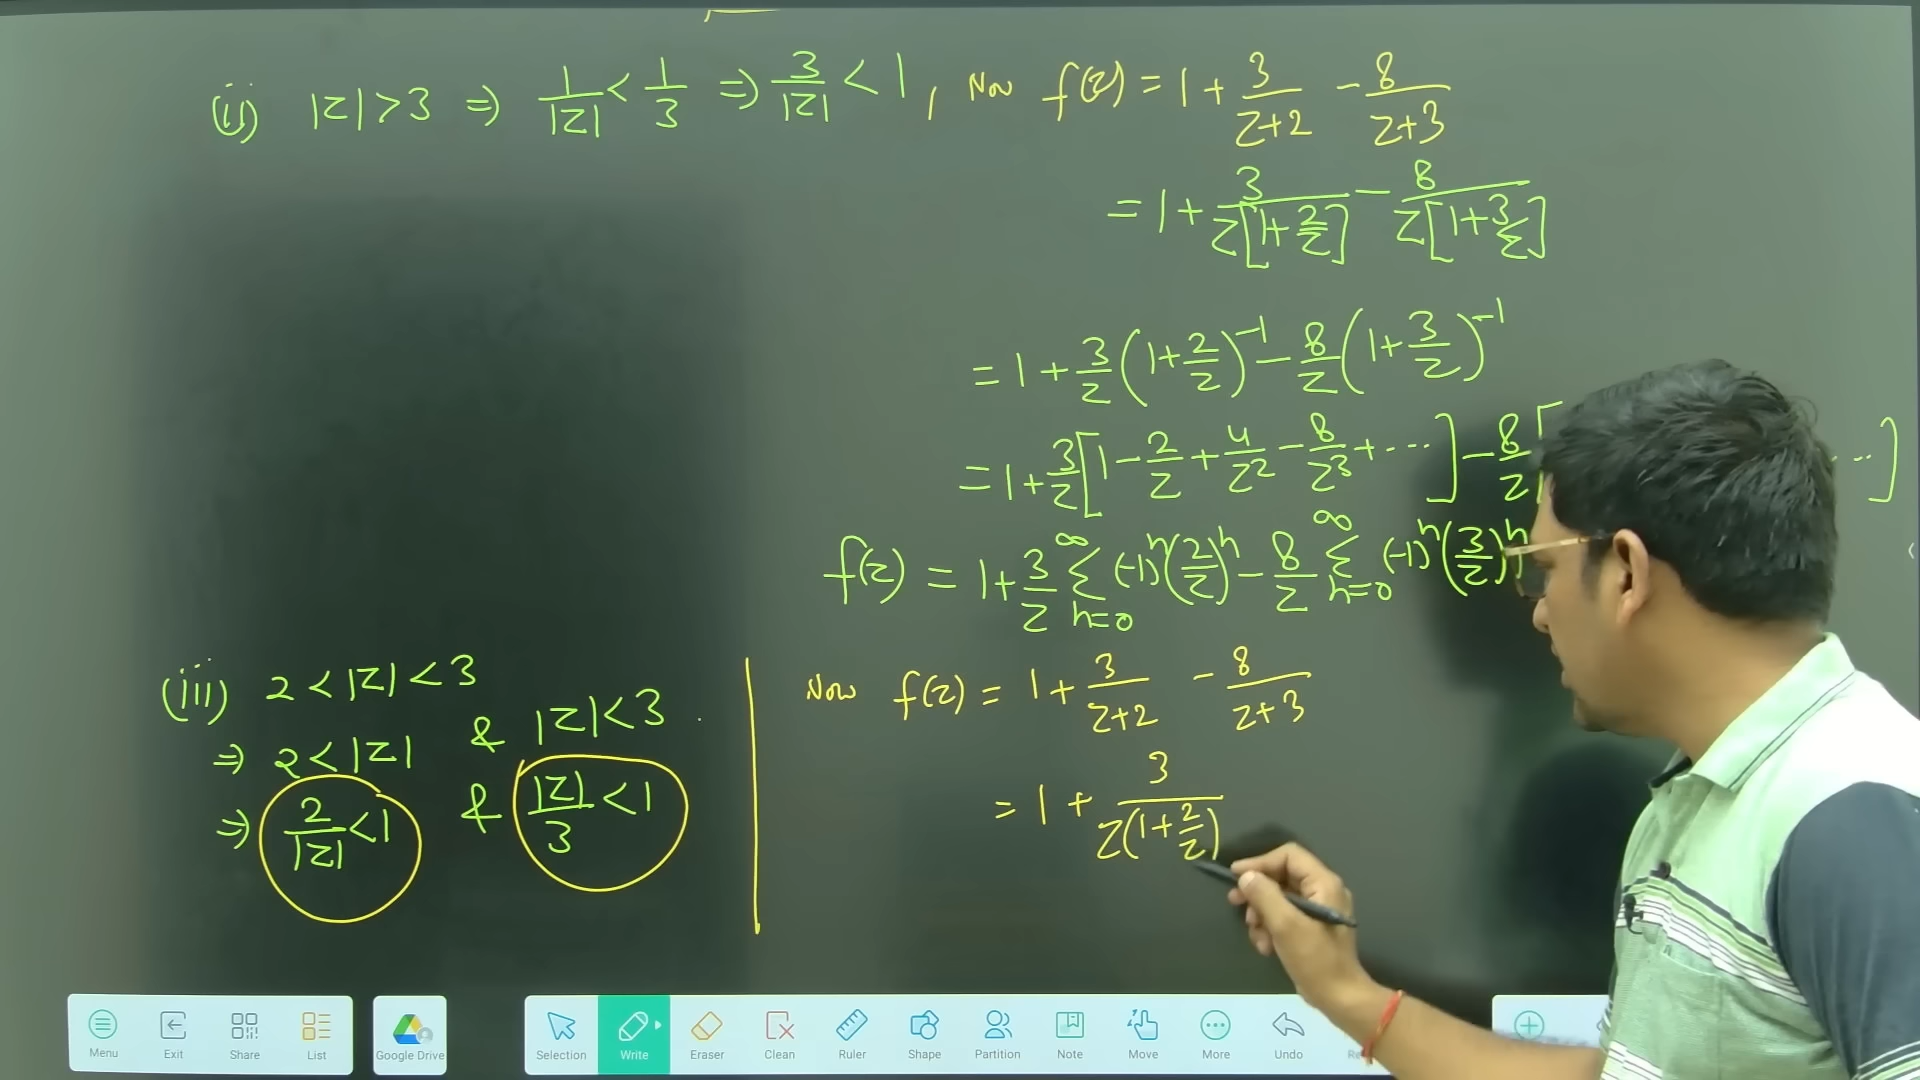 (ii) |z|>3 ⇒ 1/|z| < 1/3 ⇒ 3/|z| < 1, Now f(z) = 1 + 3/(z+2) - 8/(z+3)
= 1 + 3/(z[1+2/z]) - 8/(z[1+3/z])
= 1 + 3/z (1+2/z)^-1 - 8/z (1+3/z)^-1
= 1 + 3/z [1 - 2/z + 4/z^2 - 8/z^3 + ...] - 8/z [ ...]
f(z) = 1 + 3/z ∑_{n=0}^{∞} (-1)^n (2/z)^n - 8/z ∑_{n=0}^{∞} (-1)^n (3/z)^n
(iii) 2 < |z| < 3
⇒ 2 < |z| & |z| < 3
⇒ 2/|z| < 1 & |z|/3 < 1
Now f(z) = 1 + 3/(z+2) - 8/(z+3)
= 1 + 3/(z(1+2/z))
Menu Exit Share List Google Drive Selection Write Eraser Clean Ruler Shape Partition Note Move More Undo